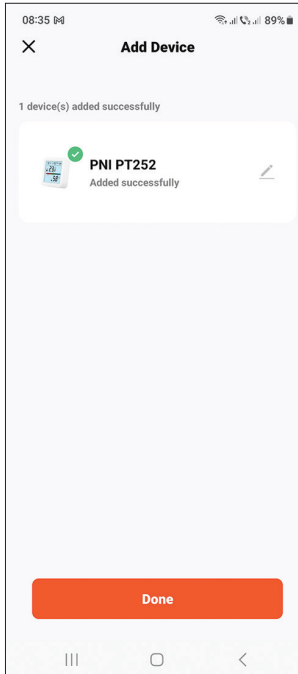 08:35
89%
Add Device
1 device(s) added successfully
PNI PT252
Added successfully
Done